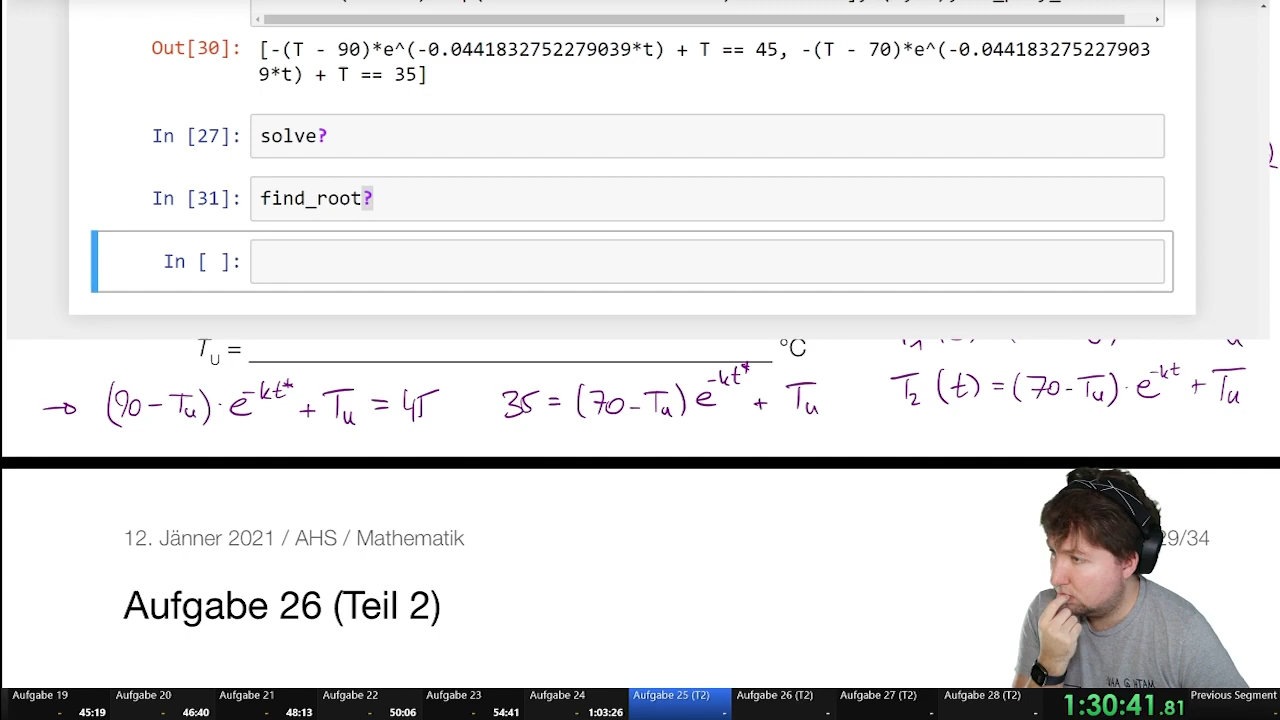 Out[30]: [-(T - 90)*e^(-0.0441832752279039*t) + T == 45, -(T - 70)*e^(-0.044183275227903
9*t) + T == 35]
In [27]: solve?
In [31]: find_root?
In [ ]:
T_U = ________ °C
→ (90 - T_u) · e^{-kt*} + T_u = 45 35 = (70 - T_u) e^{-kt*} + T_u T_2 (t) = (70 - T_u) · e^{-kt} + T_u
12. Jänner 2021 / AHS / Mathematik 29/34
Aufgabe 26 (Teil 2)
Aufgabe 19 Aufgabe 20 Aufgabe 21 Aufgabe 22 Aufgabe 23 Aufgabe 24 Aufgabe 25 (T2) Aufgabe 26 (T2) Aufgabe 27 (T2) Aufgabe 28 (T2) 1:30:41.81 Previous Segment
- 45:19 - 46:40 - 48:13 - 50:06 - 54:41 - 1:03:26 - - - - -